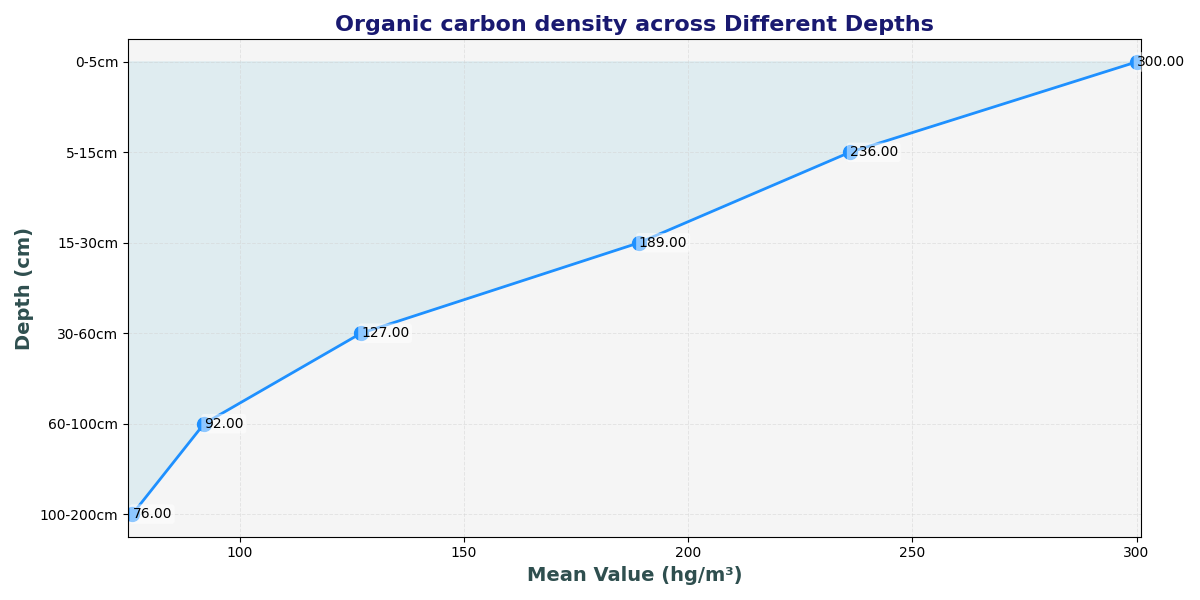 Organic carbon density across Different Depths
Depth (cm)
0-5cm
300.00
5-15cm
236.00
15-30cm
189.00
30-60cm
127.00
60-100cm
92.00
100-200cm
76.00
100
150
200
250
300
Mean Value (hg/m³)